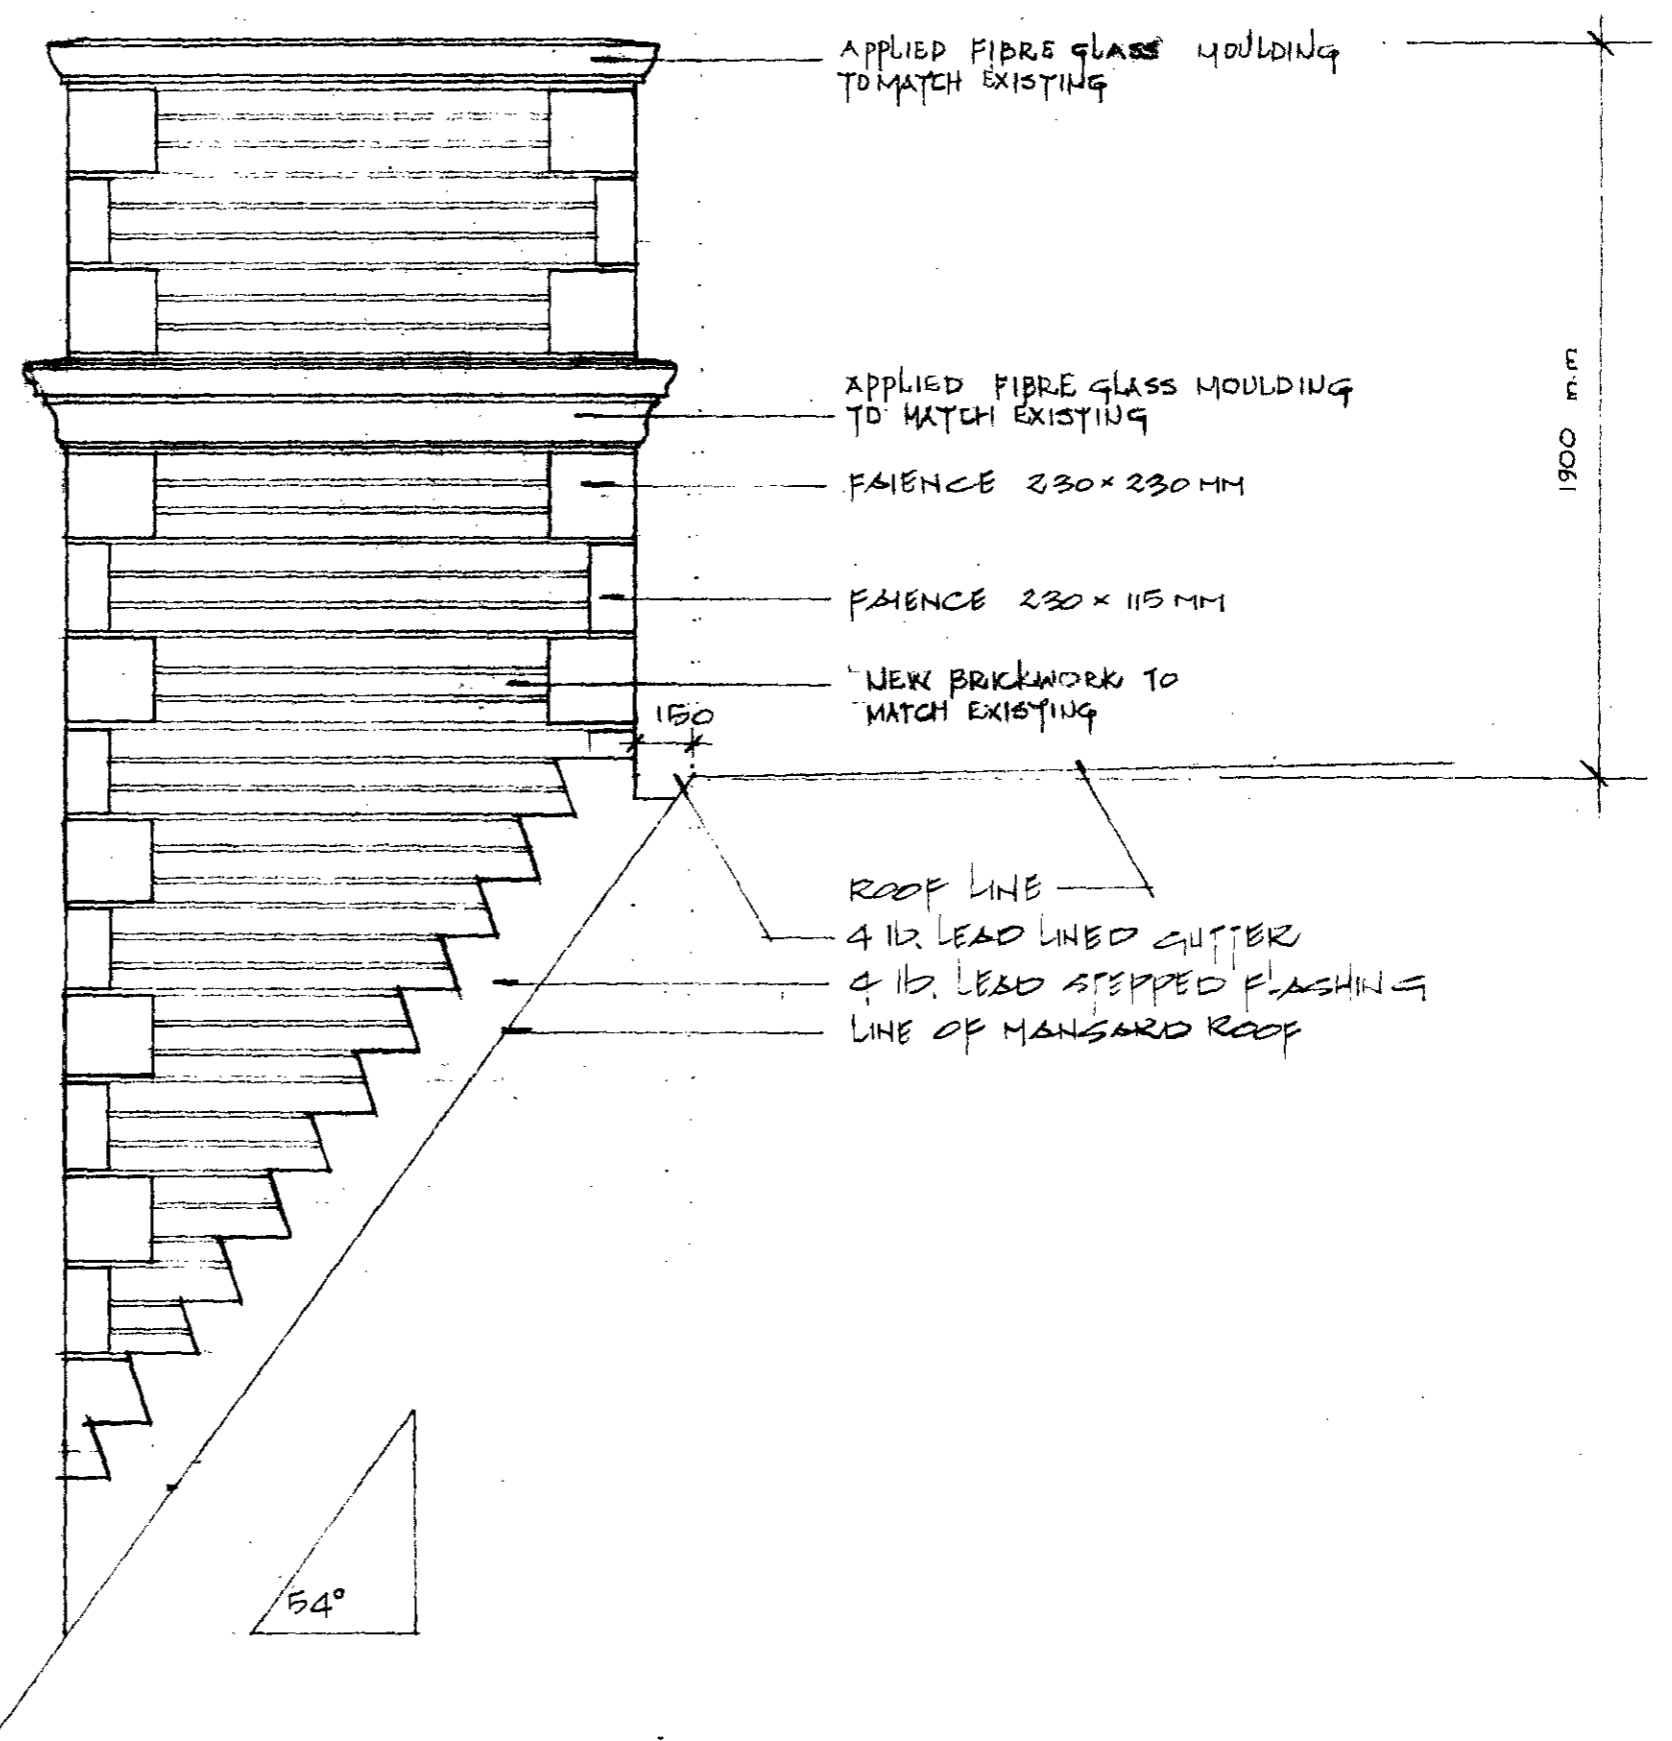 APPLIED FIBRE GLASS MOULDING
TO MATCH EXISTING
APPLIED FIBRE GLASS MOULDING
TO MATCH EXISTING
1900 m.m
FAIENCE 230 × 230 MM
FAIENCE 230 × 115 MM
NEW BRICKWORK TO
MATCH EXISTING
150
ROOF LINE
4 lb. LEAD LINED GUTTER
4 lb. LEAD STEPPED FLASHING
LINE OF MANSARD ROOF
54°